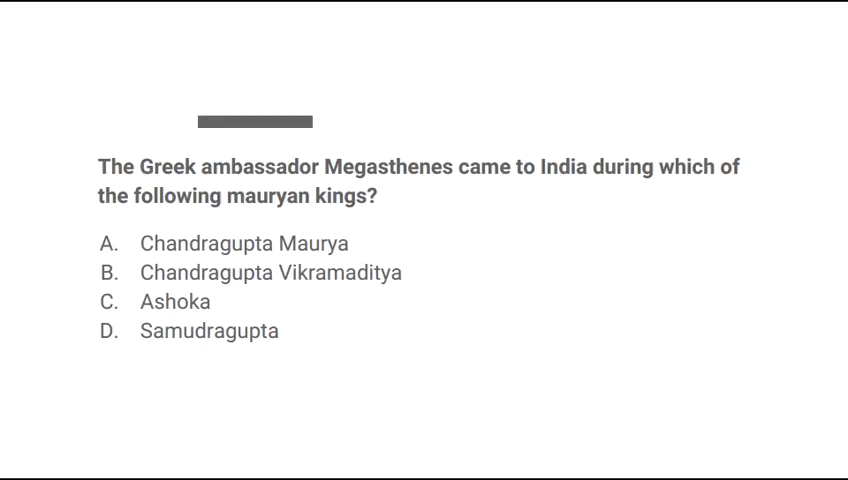 The Greek ambassador Megasthenes came to India during which of
the following mauryan kings?
A. Chandragupta Maurya
B. Chandragupta Vikramaditya
C. Ashoka
D. Samudragupta